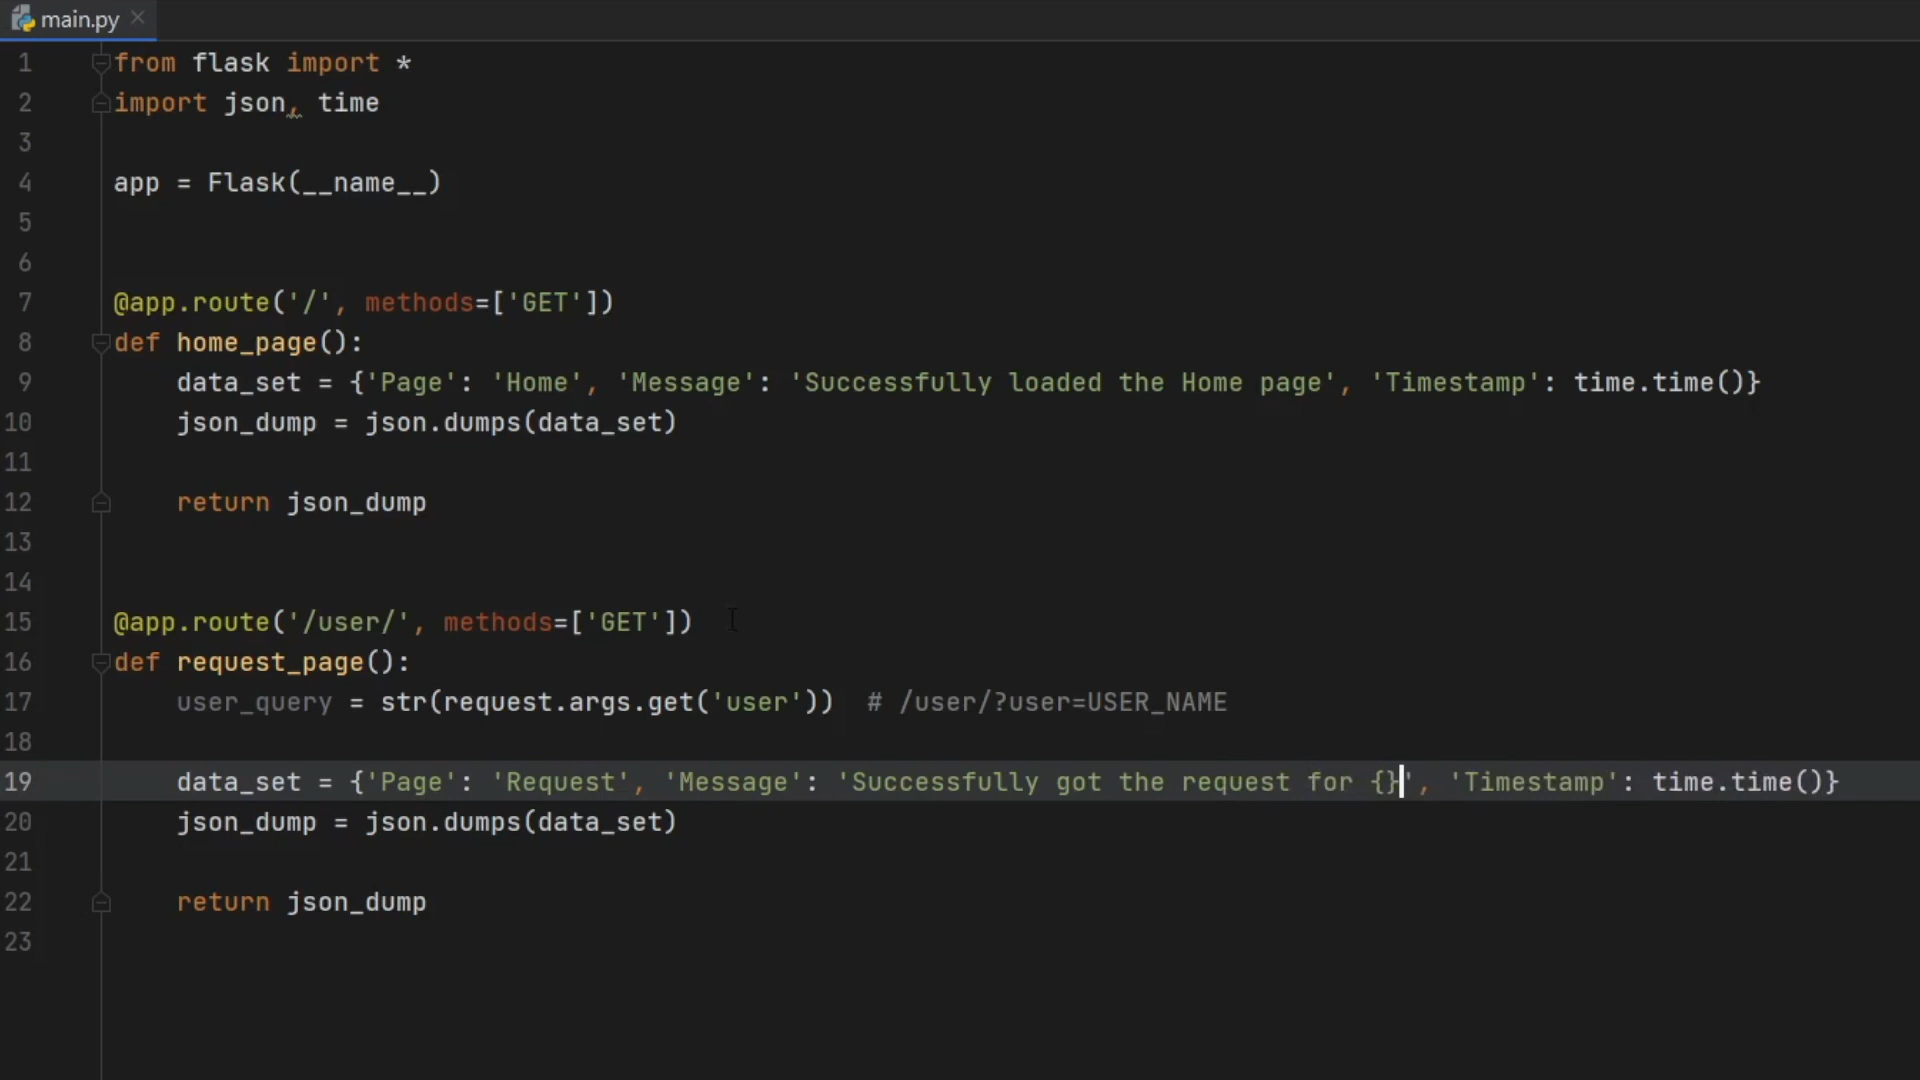 main.py
1 from flask import *
2 import json, time
3
4 app = Flask(__name__)
5
6
7 @app.route('/', methods=['GET'])
8 def home_page():
9     data_set = {'Page': 'Home', 'Message': 'Successfully loaded the Home page', 'Timestamp': time.time()}
10     json_dump = json.dumps(data_set)
11
12     return json_dump
13
14
15 @app.route('/user/', methods=['GET'])
16 def request_page():
17     user_query = str(request.args.get('user'))  # /user/?user=USER_NAME
18
19     data_set = {'Page': 'Request', 'Message': 'Successfully got the request for {}', 'Timestamp': time.time()}
20     json_dump = json.dumps(data_set)
21
22     return json_dump
23